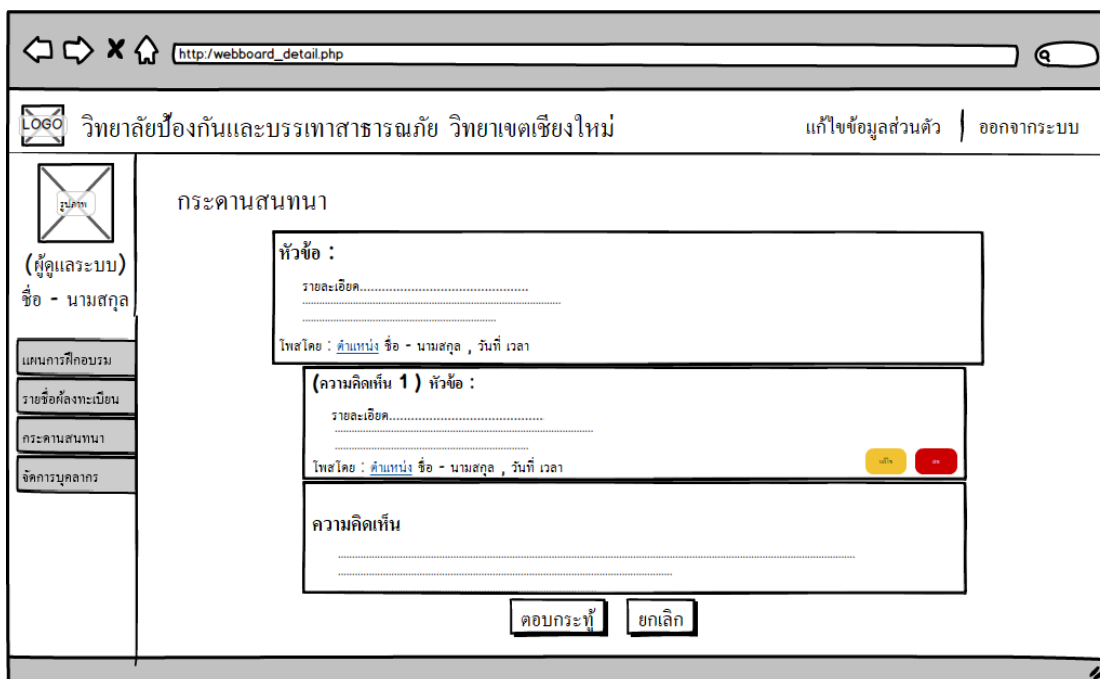 http:/webboard_detail.php
LOGO
วิทยาลัยป้องกันและบรรเทาสาธารณภัย วิทยาเขตเชียงใหม่
แก้ไขข้อมูลส่วนตัว
ออกจากระบบ
รูปภาพ
(ผู้ดูแลระบบ)
ชื่อ - นามสกุล
แผนการฝึกอบรม
รายชื่อผู้ลงทะเบียน
กระดานสนทนา
จัดการบุคลากร
กระดานสนทนา
หัวข้อ :
รายละเอียด
โพสโดย : ตำแหน่ง ชื่อ - นามสกุล , วันที่ เวลา
(ความคิดเห็น 1 ) หัวข้อ :
รายละเอียด
โพสโดย : ตำแหน่ง ชื่อ - นามสกุล , วันที่ เวลา
แก้ไข
ลบ
ความคิดเห็น
ตอบกระทู้
ยกเลิก